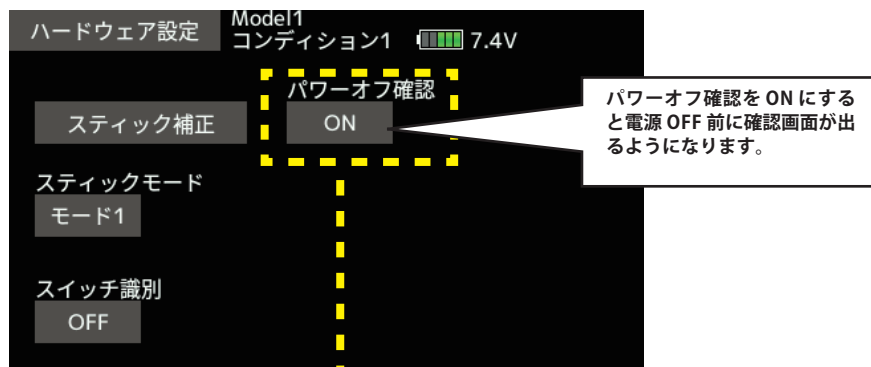 ハードウェア設定
Model1
コンディション1 7.4V
パワーオフ確認
スティック補正
ON
スティックモード
モード1
スイッチ識別
OFF
パワーオフ確認を ON にする
と電源 OFF 前に確認画面が出
るようになります。